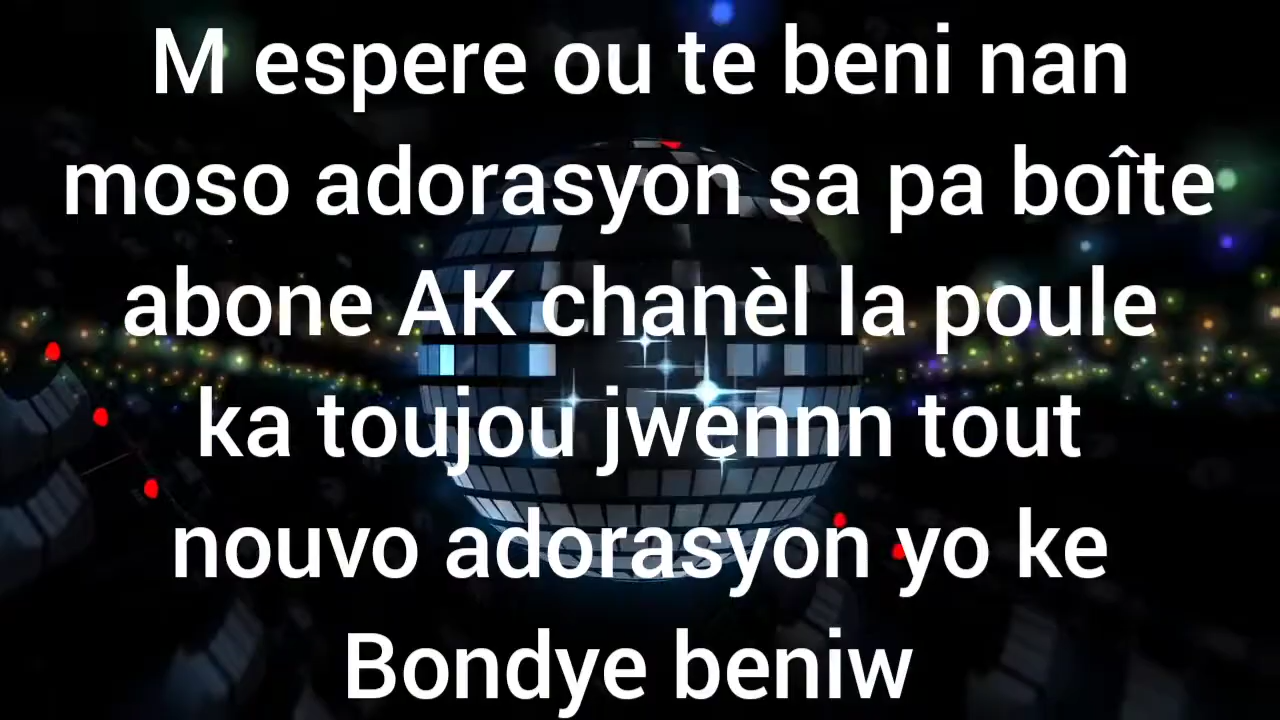 M espere ou te beni nan
moso adorasyon sa pa boîte
abone AK chanèl la poule
ka toujou jwennn tout
nouvo adorasyon yo ke
Bondye beniw